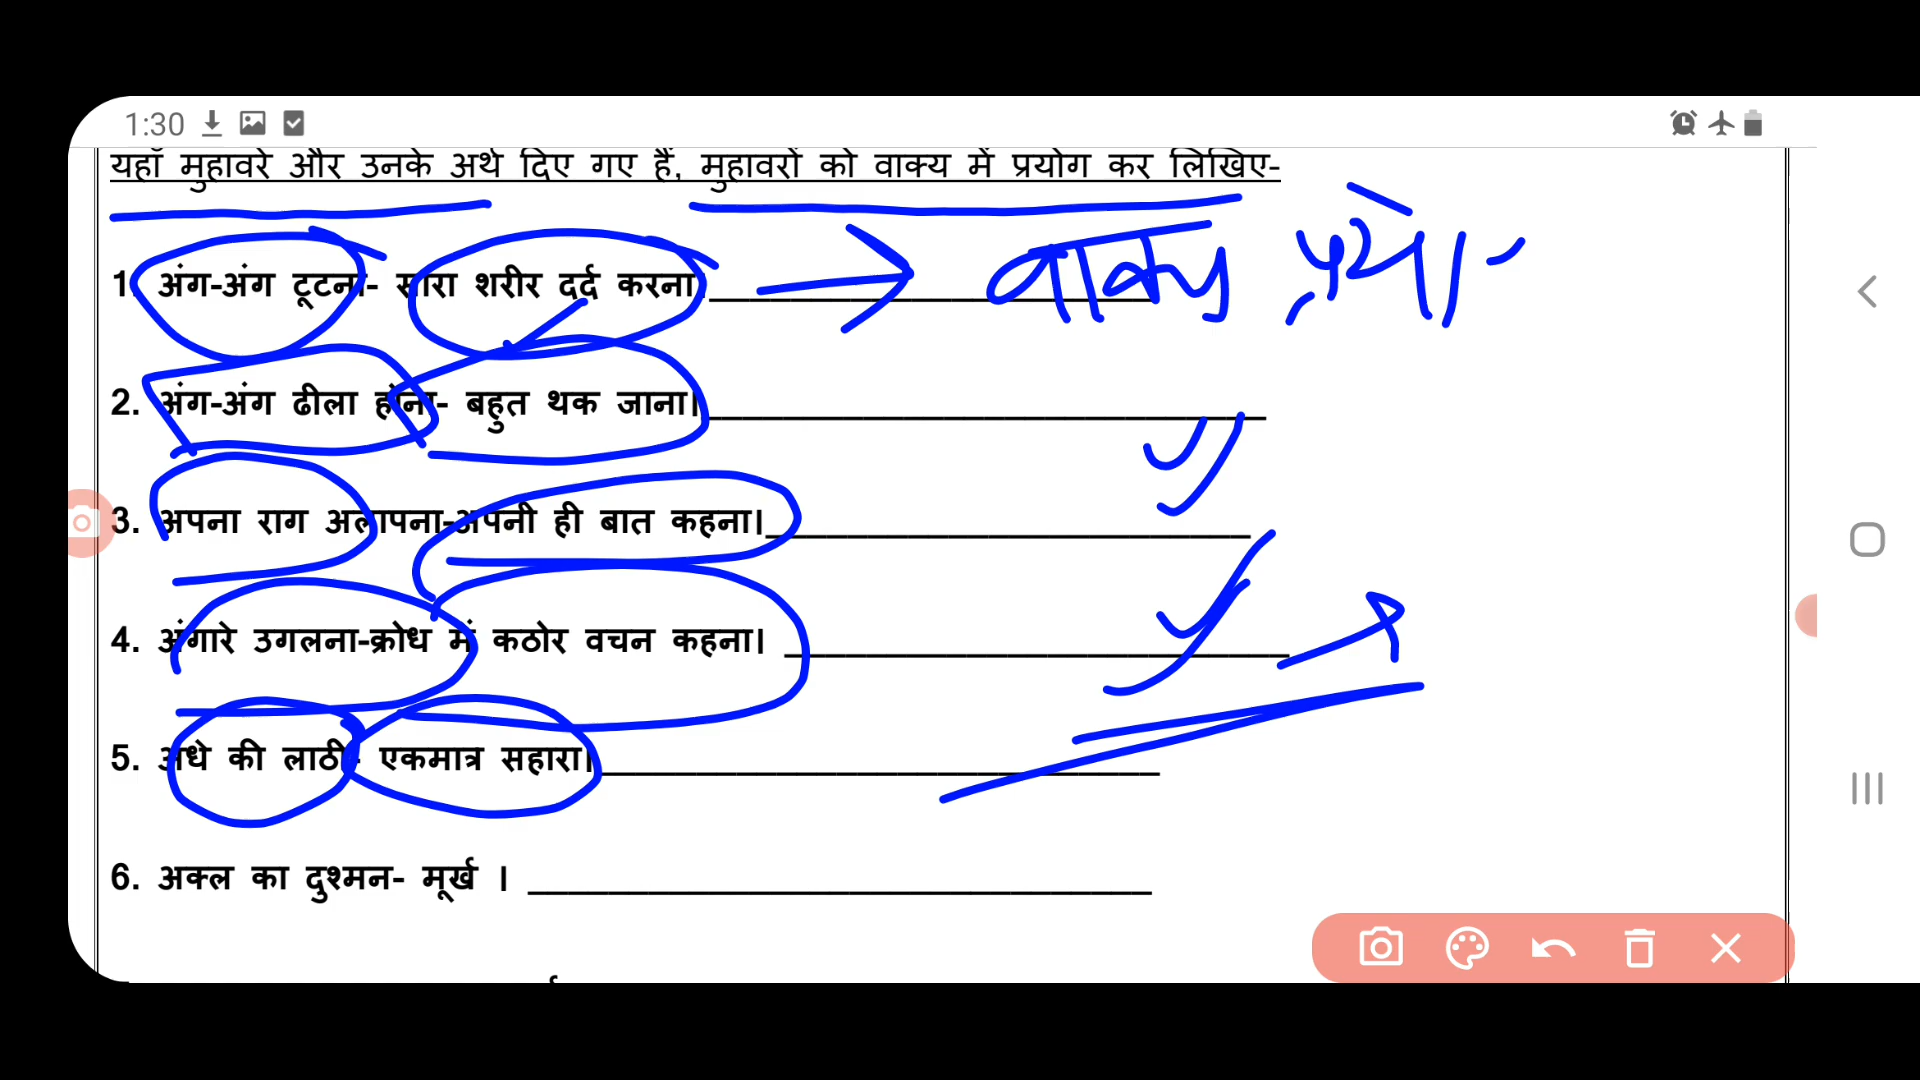 1:30
यहाँ मुहावरे और उनके अर्थ दिए गए हैं, मुहावरों को वाक्य में प्रयोग कर लिखिए-
1. अंग-अंग टूटना- सारा शरीर दर्द करना। वाक्य प्रयोग -
2. अंग-अंग ढीला होना- बहुत थक जाना।
3. अपना राग अलापना-अपनी ही बात कहना।
4. अंगारे उगलना-क्रोध में कठोर वचन कहना।
5. अंधे की लाठी- एकमात्र सहारा।
6. अक्ल का दुश्मन- मूर्ख ।